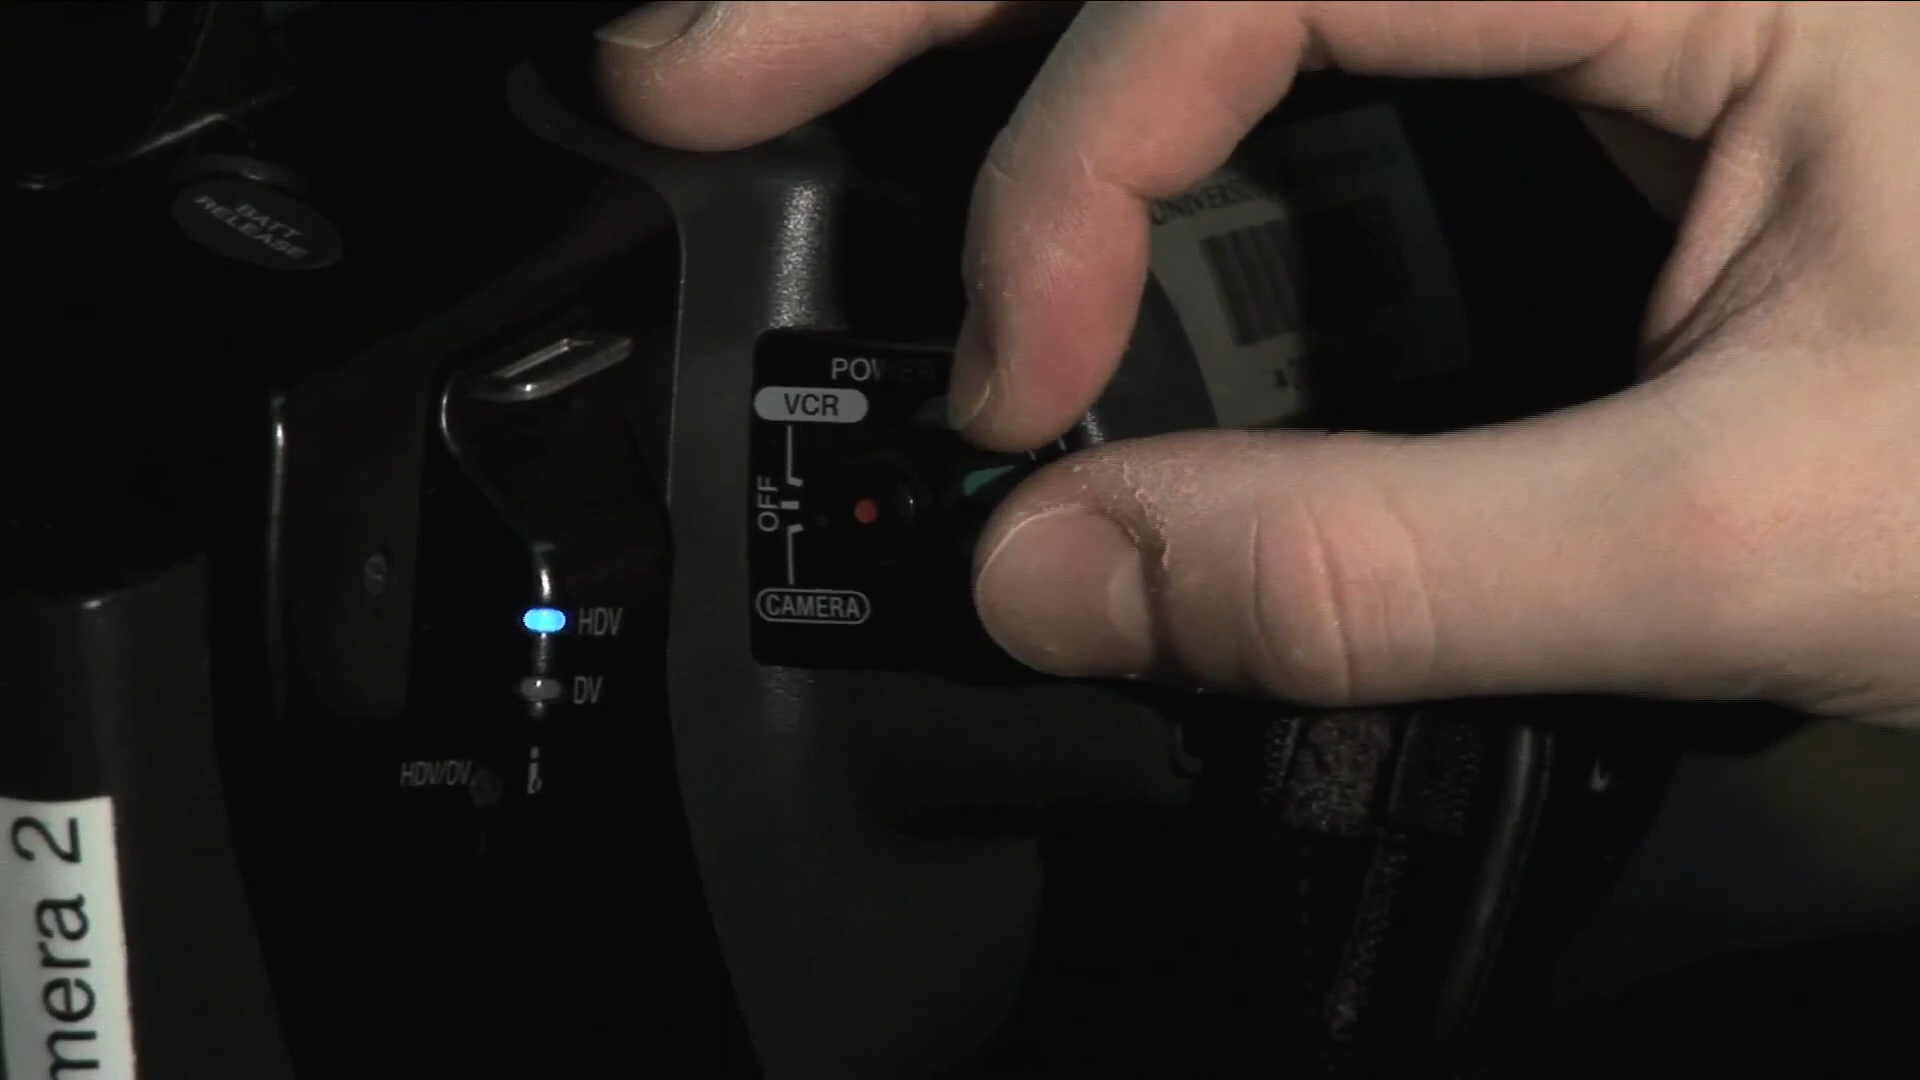 BATT
RELEASE
POWER
VCR
OFF
CAMERA
HDV
DV
HDV/DV
i
mera 2